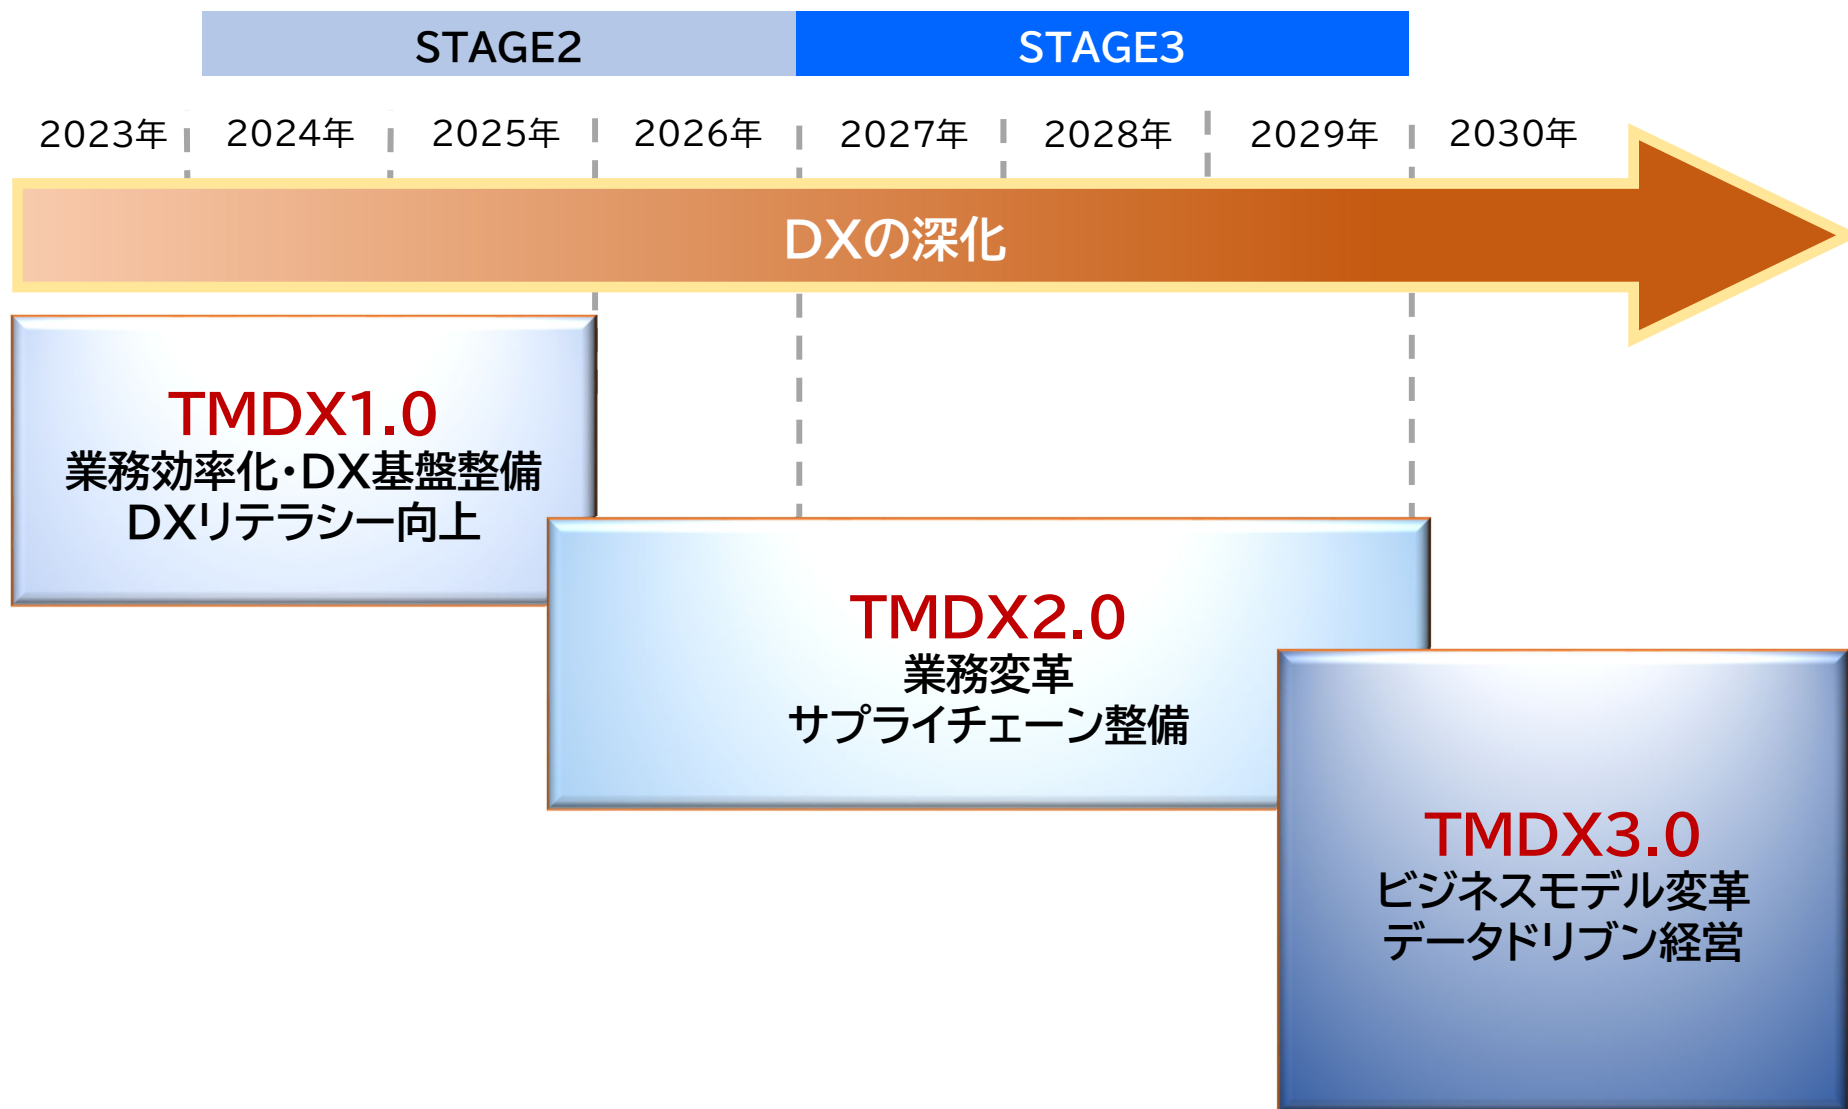 STAGE2
STAGE3
2023年
2024年
2025年
2026年
2027年
2028年
2029年
2030年
DXの深化
TMDX1.0
業務効率化・DX基盤整備
DXリテラシー向上
TMDX2.0
業務変革
サプライチェーン整備
TMDX3.0
ビジネスモデル変革
データドリブン経営